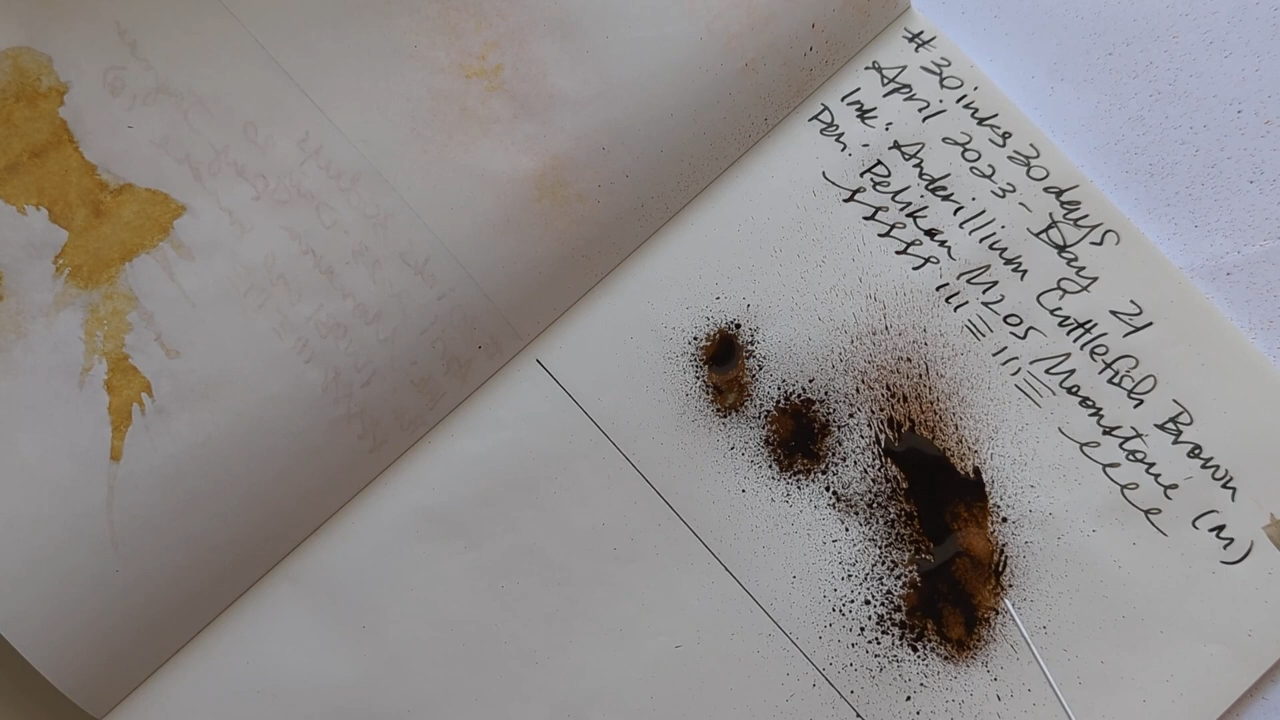 #30inks30days
April 2023 - Day 21
Ink: Anderillium Cuttlefish Brown
Pen: Pelikan M205 Moonstone (M)